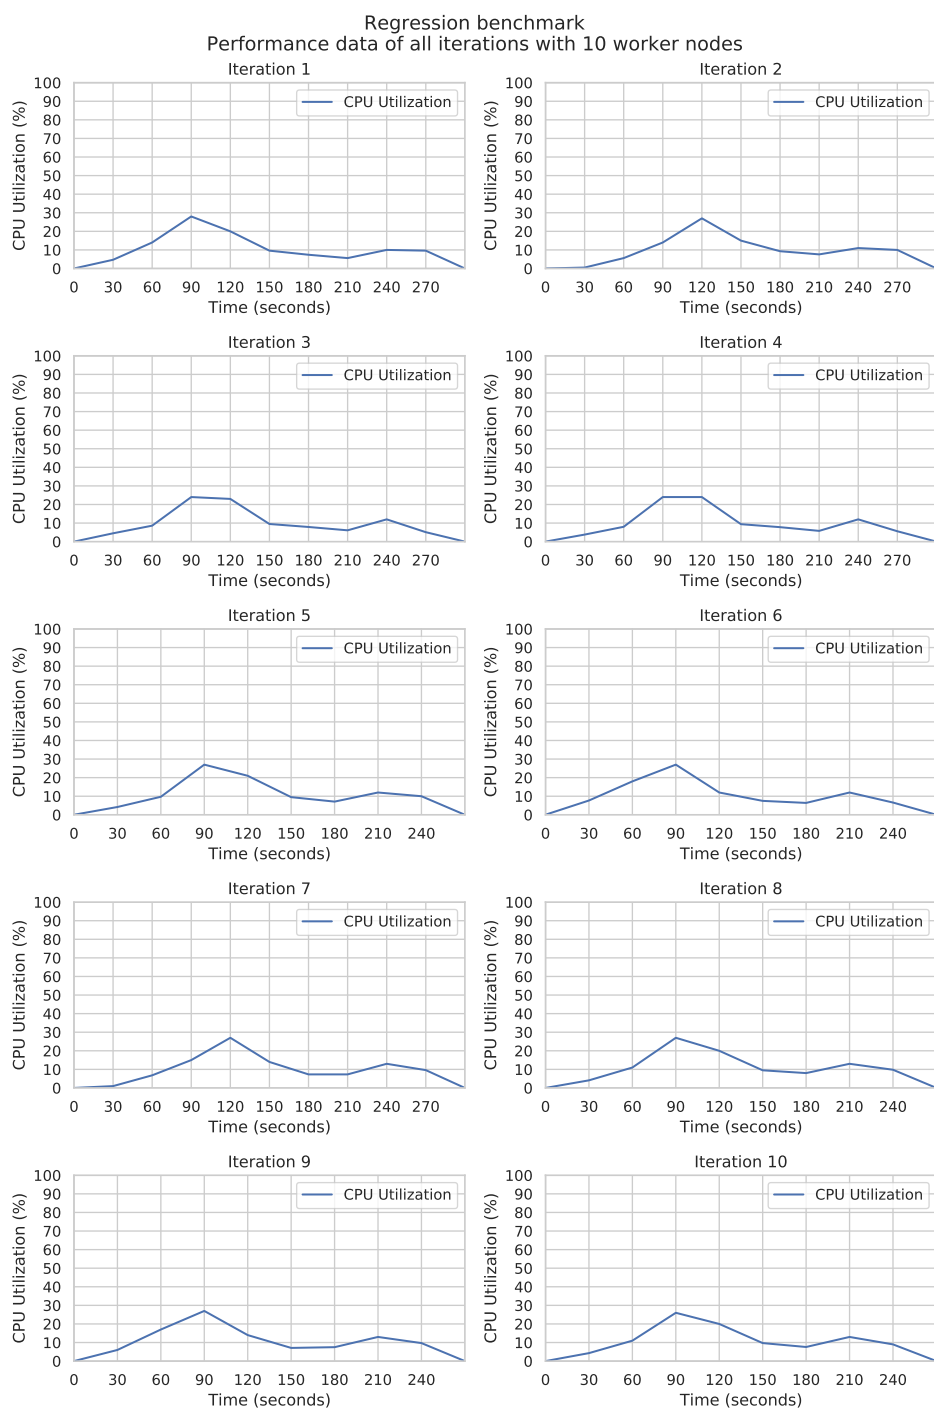 Regression benchmark
Performance data of all iterations with 10 worker nodes
Iteration 1
CPU Utilization (%)
100
90
80
70
60
50
40
30
20
10
0
CPU Utilization
0 30 60 90 120 150 180 210 240 270
Time (seconds)
Iteration 2
CPU Utilization (%)
100
90
80
70
60
50
40
30
20
10
0
CPU Utilization
0 30 60 90 120 150 180 210 240 270
Time (seconds)
Iteration 3
CPU Utilization (%)
100
90
80
70
60
50
40
30
20
10
0
CPU Utilization
0 30 60 90 120 150 180 210 240 270
Time (seconds)
Iteration 4
CPU Utilization (%)
100
90
80
70
60
50
40
30
20
10
0
CPU Utilization
0 30 60 90 120 150 180 210 240 270
Time (seconds)
Iteration 5
CPU Utilization (%)
100
90
80
70
60
50
40
30
20
10
0
CPU Utilization
0 30 60 90 120 150 180 210 240
Time (seconds)
Iteration 6
CPU Utilization (%)
100
90
80
70
60
50
40
30
20
10
0
CPU Utilization
0 30 60 90 120 150 180 210 240
Time (seconds)
Iteration 7
CPU Utilization (%)
100
90
80
70
60
50
40
30
20
10
0
CPU Utilization
0 30 60 90 120 150 180 210 240 270
Time (seconds)
Iteration 8
CPU Utilization (%)
100
90
80
70
60
50
40
30
20
10
0
CPU Utilization
0 30 60 90 120 150 180 210 240
Time (seconds)
Iteration 9
CPU Utilization (%)
100
90
80
70
60
50
40
30
20
10
0
CPU Utilization
0 30 60 90 120 150 180 210 240
Time (seconds)
Iteration 10
CPU Utilization (%)
100
90
80
70
60
50
40
30
20
10
0
CPU Utilization
0 30 60 90 120 150 180 210 240
Time (seconds)